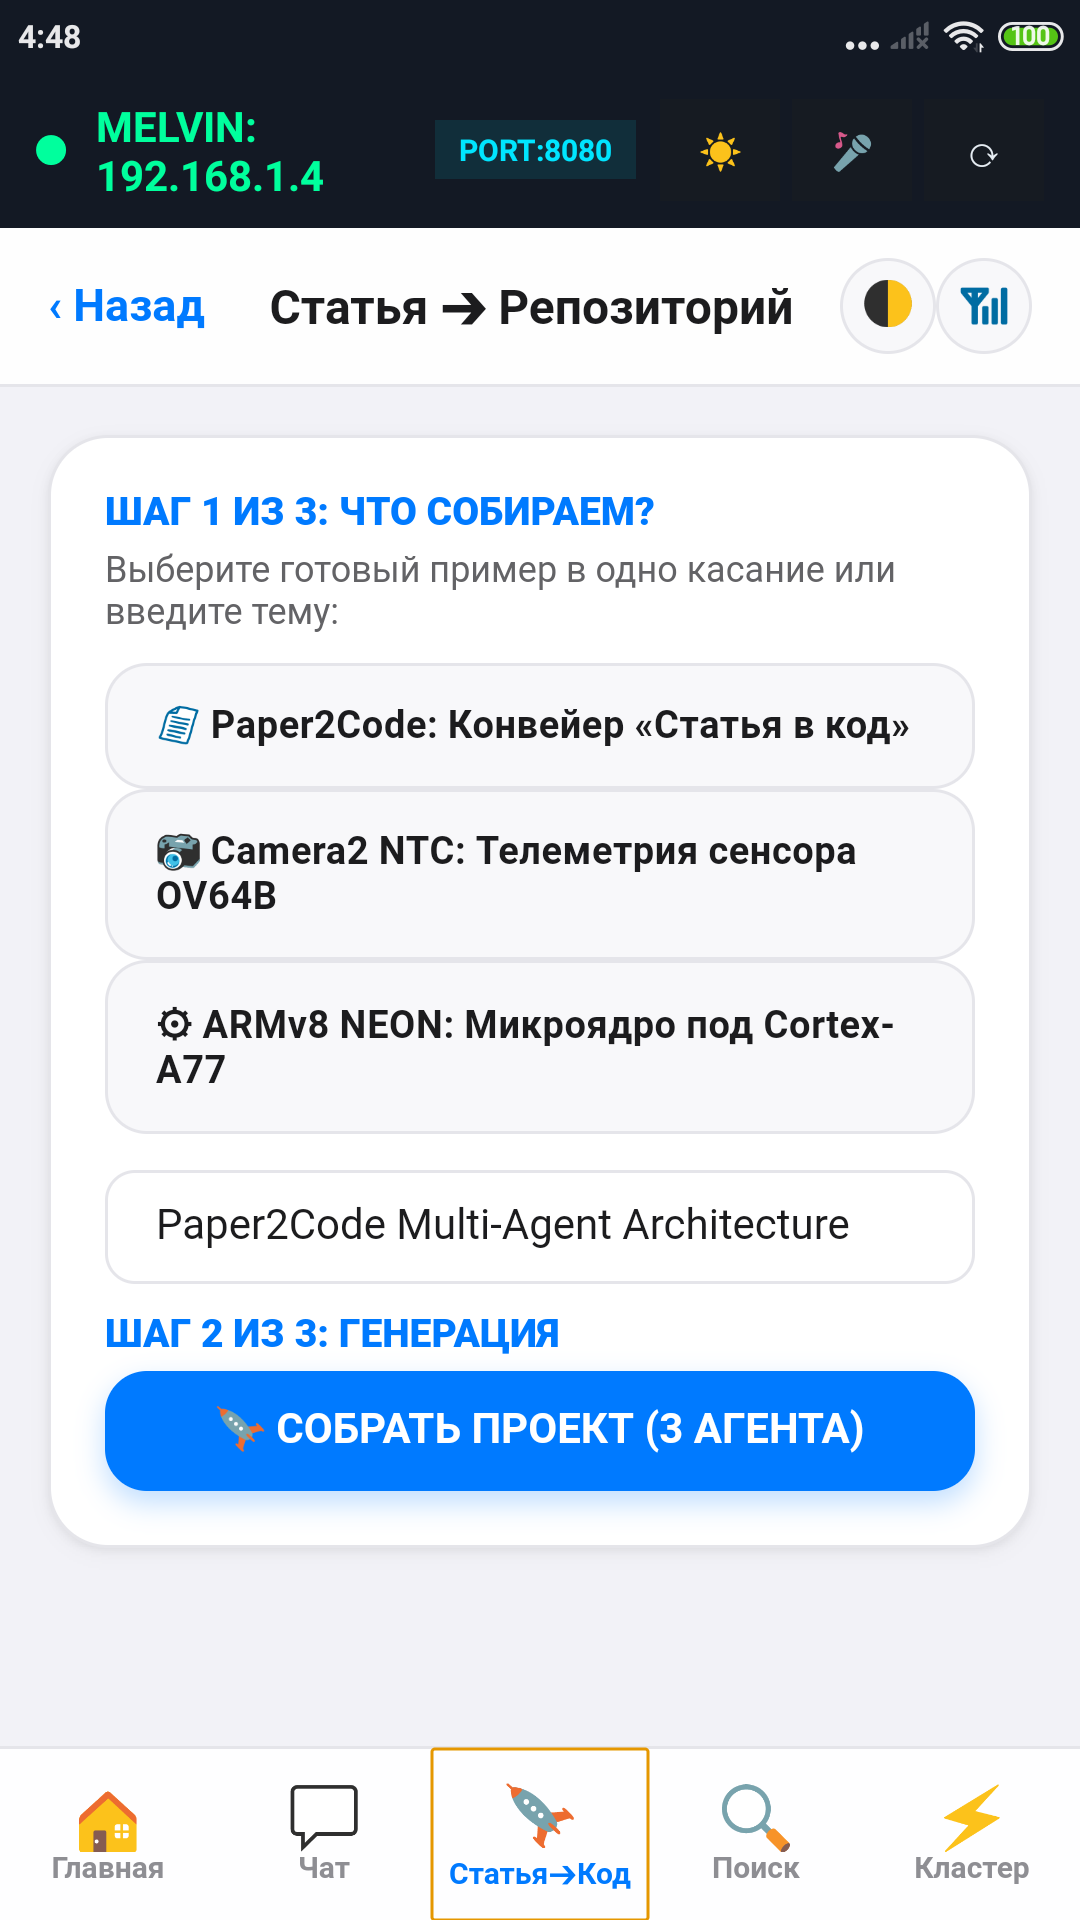 4:48
100
MELVIN:
192.168.1.4
PORT:8080
‹ Назад
Статья ➔ Репозиторий
ШАГ 1 ИЗ 3: ЧТО СОБИРАЕМ?
Выберите готовый пример в одно касание или
введите тему:
Paper2Code: Конвейер «Статья в код»
Camera2 NTC: Телеметрия сенсора
OV64B
ARMv8 NEON: Микроядро под Cortex-
A77
Paper2Code Multi-Agent Architecture
ШАГ 2 ИЗ 3: ГЕНЕРАЦИЯ
СОБРАТЬ ПРОЕКТ (3 АГЕНТА)
Главная
Чат
Статья➔Код
Поиск
Кластер